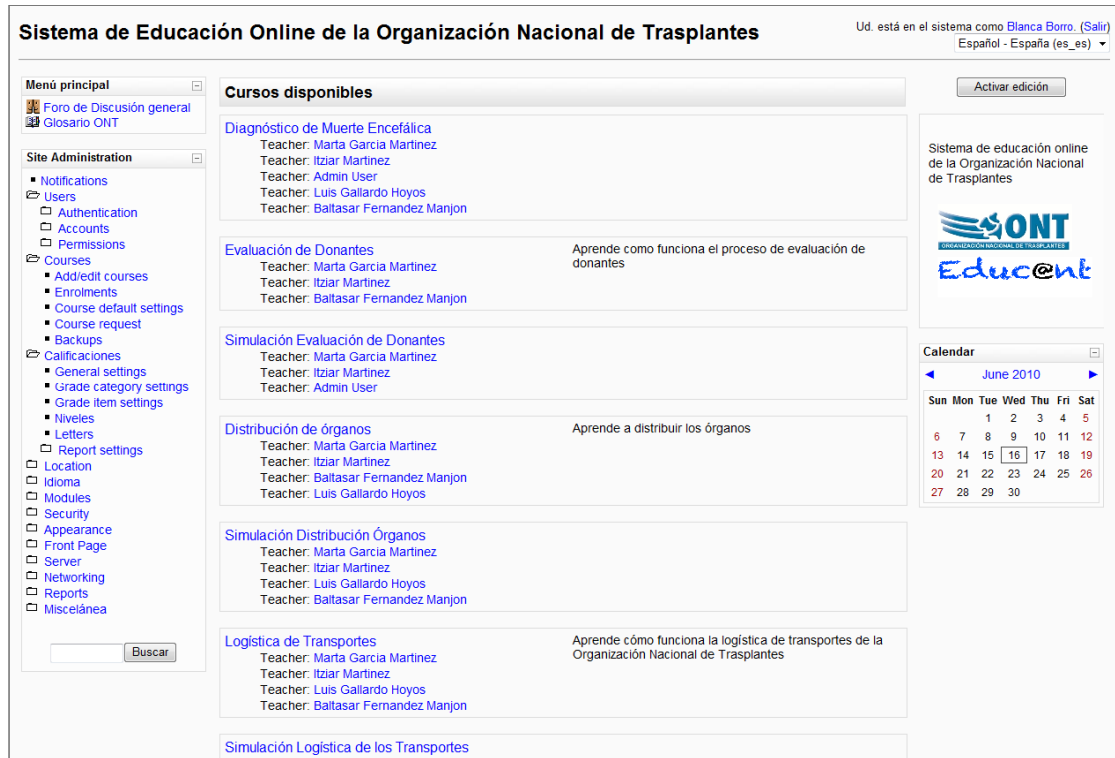 Sistema de Educación Online de la Organización Nacional de Trasplantes
Ud. está en el sistema como Blanca Borro. (Salir)
Español - España (es_es)
Menú principal
Foro de Discusión general
Glosario ONT
Site Administration
Notifications
Users
Authentication
Accounts
Permissions
Courses
Add/edit courses
Enrolments
Course default settings
Course request
Backups
Calificaciones
General settings
Grade category settings
Grade item settings
Niveles
Letters
Report settings
Location
Idioma
Modules
Security
Appearance
Front Page
Server
Networking
Reports
Miscelánea
Buscar
Cursos disponibles
Diagnóstico de Muerte Encefálica
Teacher: Marta Garcia Martinez
Teacher: Itziar Martinez
Teacher: Admin User
Teacher: Luis Gallardo Hoyos
Teacher: Baltasar Fernandez Manjon
Evaluación de Donantes
Teacher: Marta Garcia Martinez
Teacher: Itziar Martinez
Teacher: Baltasar Fernandez Manjon
Aprende como funciona el proceso de evaluación de
donantes
Simulación Evaluación de Donantes
Teacher: Marta Garcia Martinez
Teacher: Itziar Martinez
Teacher: Admin User
Distribución de órganos
Teacher: Marta Garcia Martinez
Teacher: Itziar Martinez
Teacher: Baltasar Fernandez Manjon
Teacher: Luis Gallardo Hoyos
Aprende a distribuir los órganos
Simulación Distribución Órganos
Teacher: Marta Garcia Martinez
Teacher: Itziar Martinez
Teacher: Luis Gallardo Hoyos
Teacher: Baltasar Fernandez Manjon
Logística de Transportes
Teacher: Marta Garcia Martinez
Teacher: Itziar Martinez
Teacher: Luis Gallardo Hoyos
Teacher: Baltasar Fernandez Manjon
Aprende cómo funciona la logística de transportes de la
Organización Nacional de Trasplantes
Simulación Logística de los Transportes
Activar edición
Sistema de educación online
de la Organización Nacional
de Trasplantes
ONT
ORGANIZACIÓN NACIONAL DE TRASPLANTES
Educ@nt
Calendar
June 2010
Sun Mon Tue Wed Thu Fri Sat
1 2 3 4 5
6 7 8 9 10 11 12
13 14 15 16 17 18 19
20 21 22 23 24 25 26
27 28 29 30